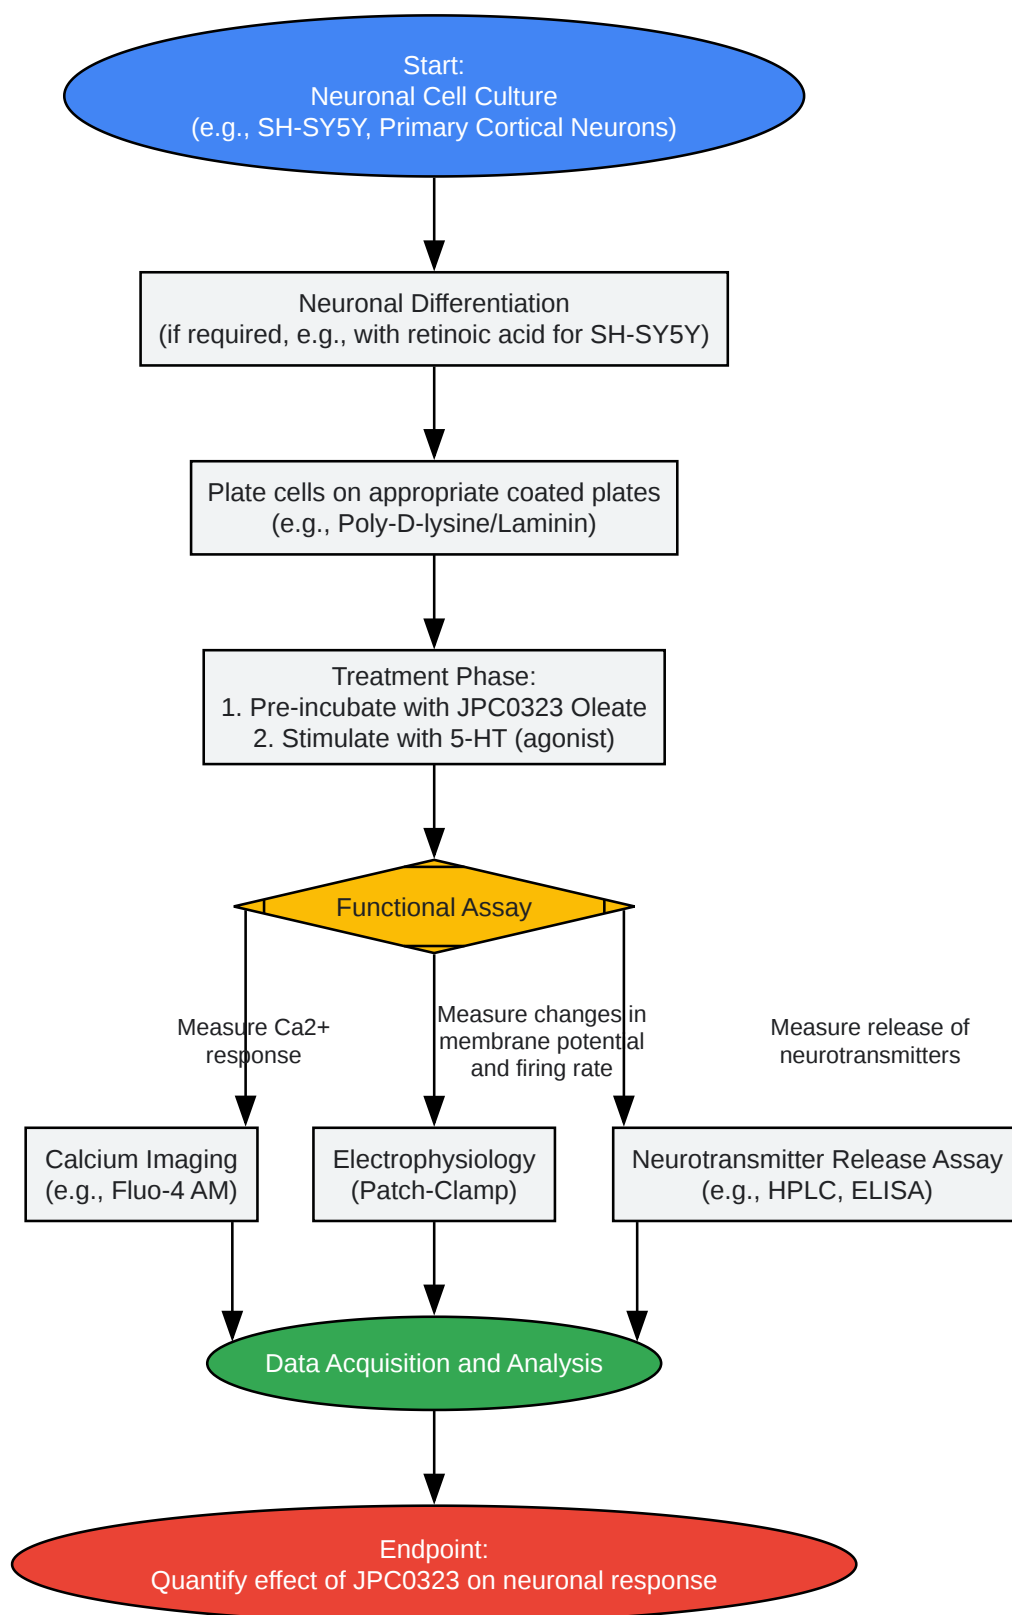 Start:
Neuronal Cell Culture
(e.g., SH-SY5Y, Primary Cortical Neurons)
Neuronal Differentiation
(if required, e.g., with retinoic acid for SH-SY5Y)
Plate cells on appropriate coated plates
(e.g., Poly-D-lysine/Laminin)
Treatment Phase:
1. Pre-incubate with JPC0323 Oleate
2. Stimulate with 5-HT (agonist)
Functional Assay
Measure Ca2+
response
Measure changes in
membrane potential
and firing rate
Measure release of
neurotransmitters
Calcium Imaging
(e.g., Fluo-4 AM)
Electrophysiology
(Patch-Clamp)
Neurotransmitter Release Assay
(e.g., HPLC, ELISA)
Data Acquisition and Analysis
Endpoint:
Quantify effect of JPC0323 on neuronal response